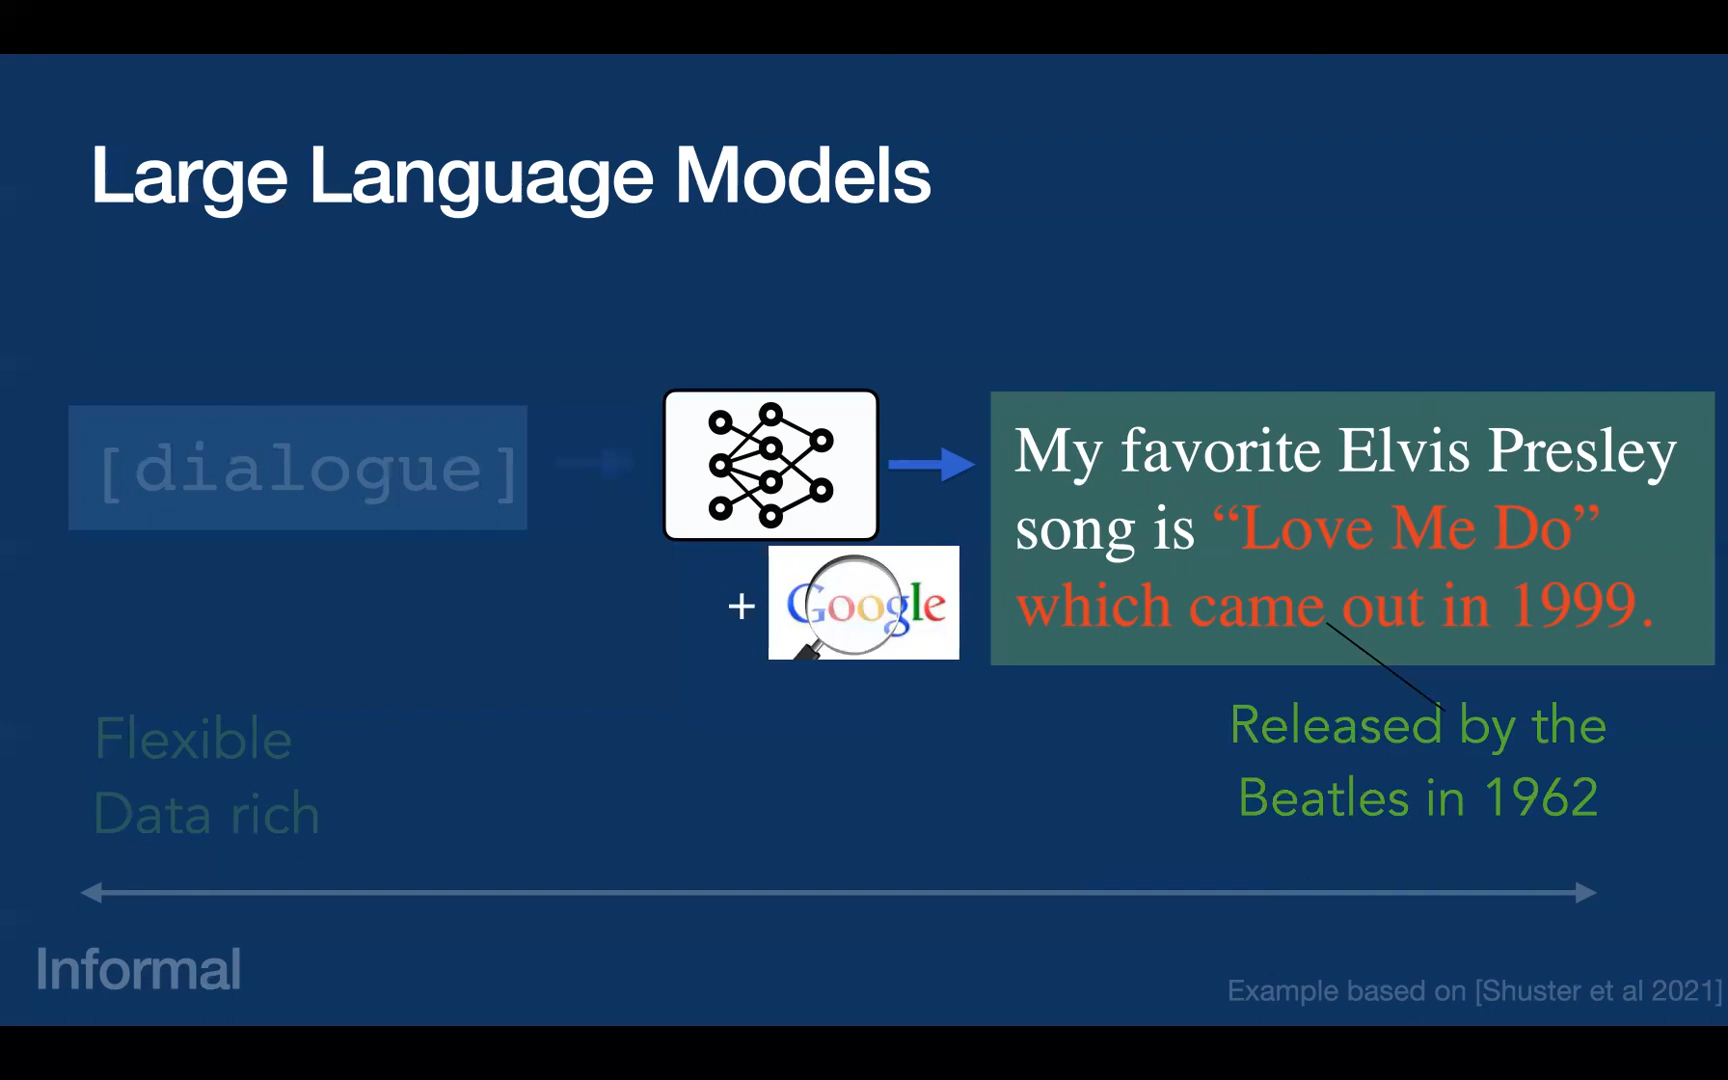 Large Language Models
[dialogue]
My favorite Elvis Presley
song is “Love Me Do”
which came out in 1999.
+
Google
Released by the
Beatles in 1962
Flexible
Data rich
Informal
Example based on [Shuster et al 2021]